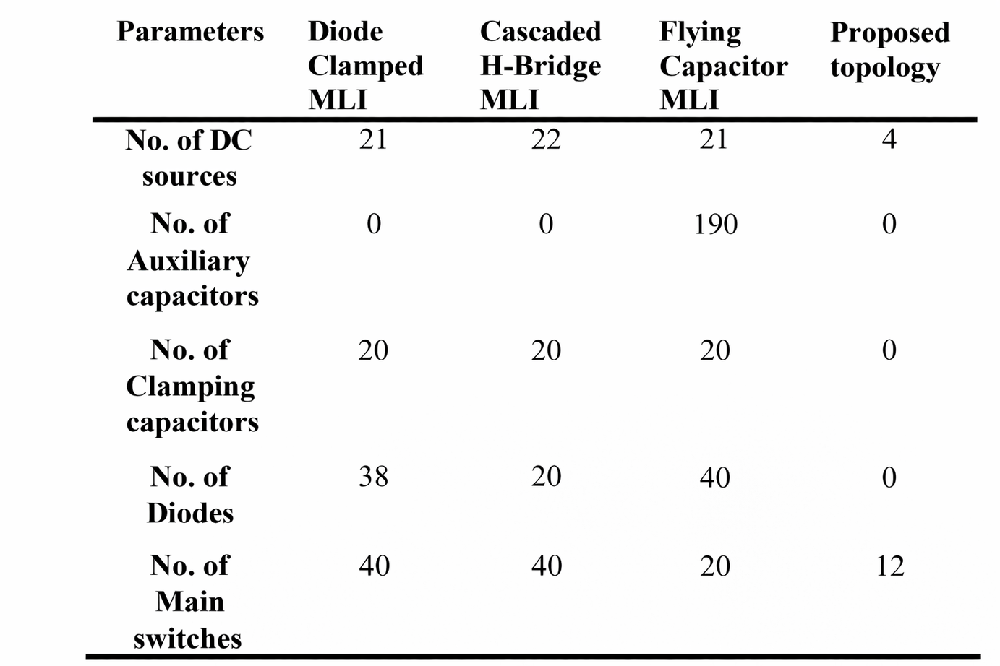 Parameters Diode Clamped MLI Cascaded H-Bridge MLI Flying Capacitor MLI Proposed topology
No. of DC sources 21 22 21 4
No. of Auxiliary capacitors 0 0 190 0
No. of Clamping capacitors 20 20 20 0
No. of Diodes 38 20 40 0
No. of Main switches 40 40 20 12